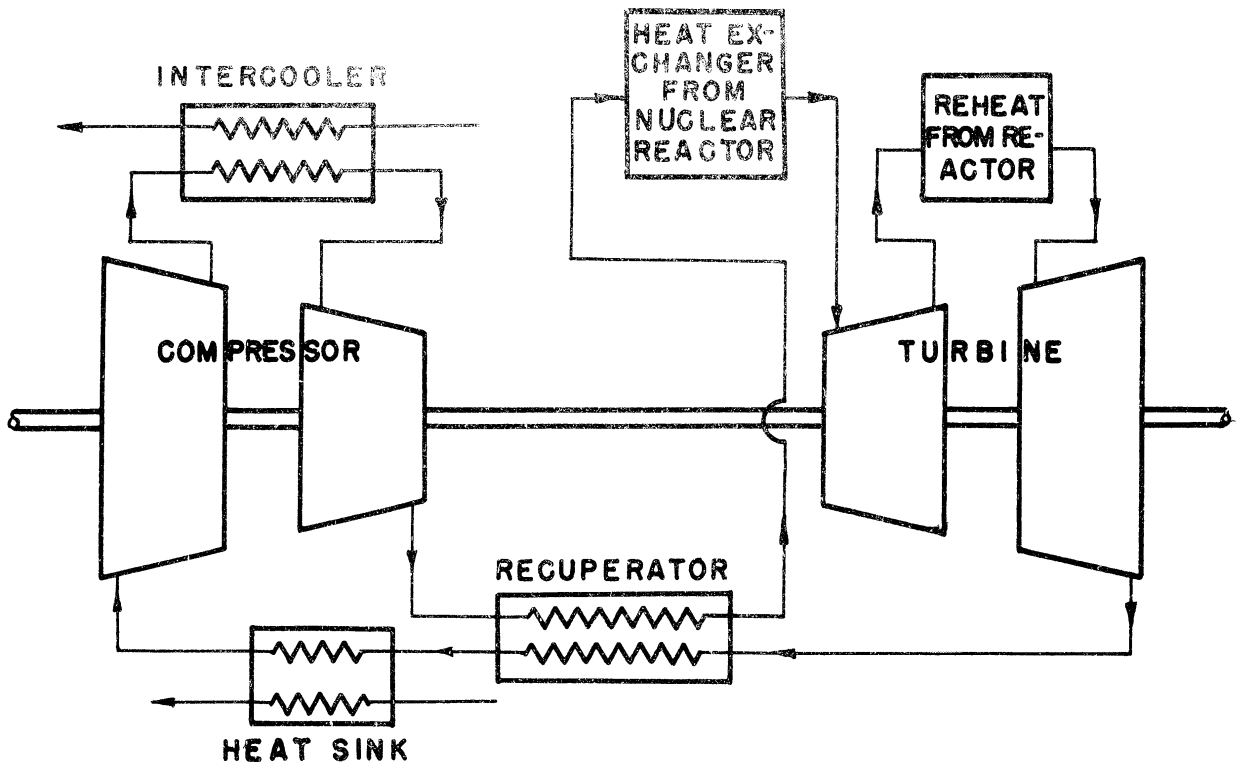 INTERCOOLER
HEAT EX-
CHANGER
FROM
NUCLEAR
REACTOR
REHEAT
FROM RE-
ACTOR
COMPRESSOR
TURBINE
RECUPERATOR
HEAT SINK